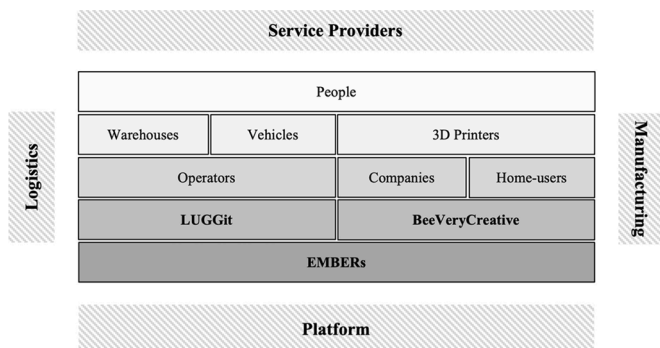 Service Providers
People
Warehouses
Vehicles
3D Printers
Logistics
Manufacturing
Operators
Companies
Home-users
LUGGit
BeeVeryCreative
EMBERs
Platform